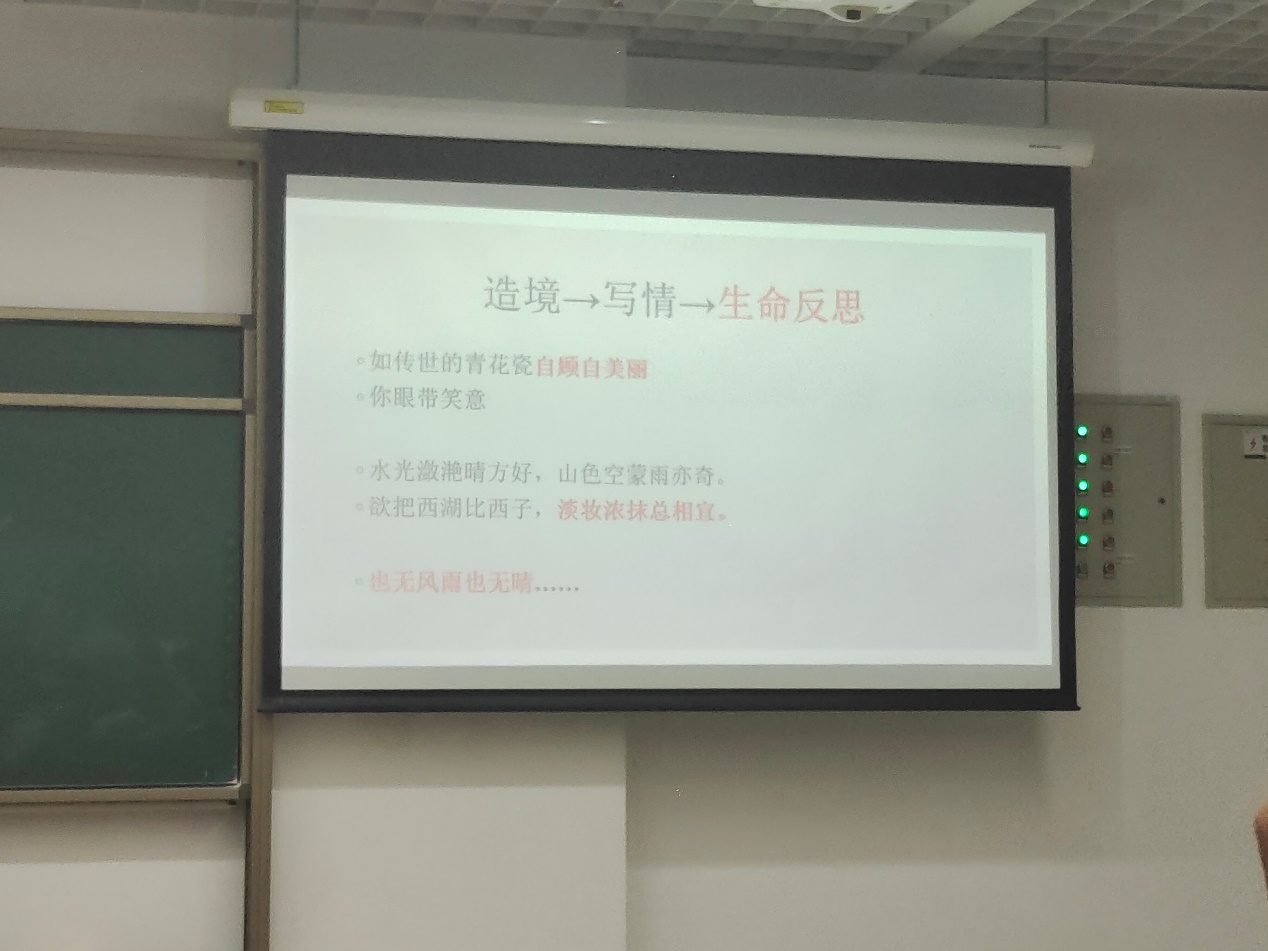 造境→写情→生命反思
◦如传世的青花瓷自顾自美丽
◦你眼带笑意
◦水光潋滟晴方好，山色空蒙雨亦奇。
◦欲把西湖比西子，淡妆浓抹总相宜。
◦也无风雨也无晴……